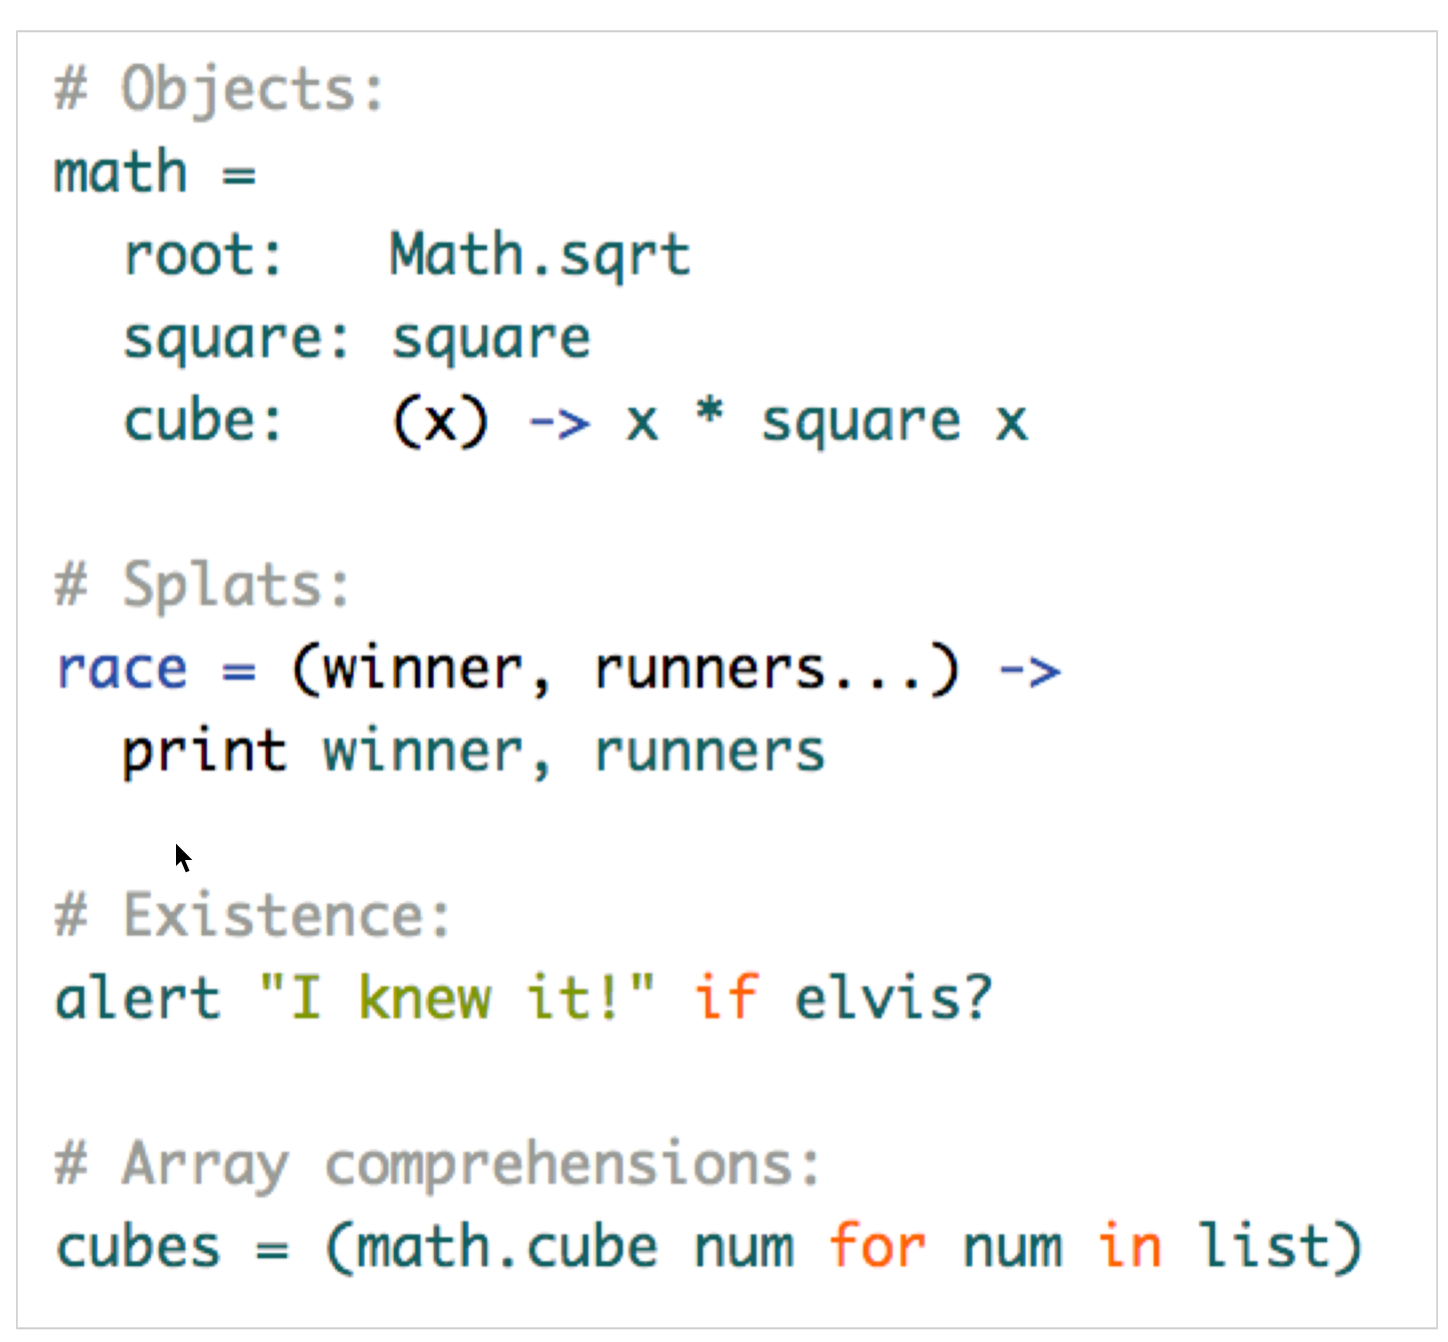 # Objects:
math =
  root:   Math.sqrt
  square: square
  cube:   (x) -> x * square x

# Splats:
race = (winner, runners...) ->
  print winner, runners

# Existence:
alert "I knew it!" if elvis?

# Array comprehensions:
cubes = (math.cube num for num in list)